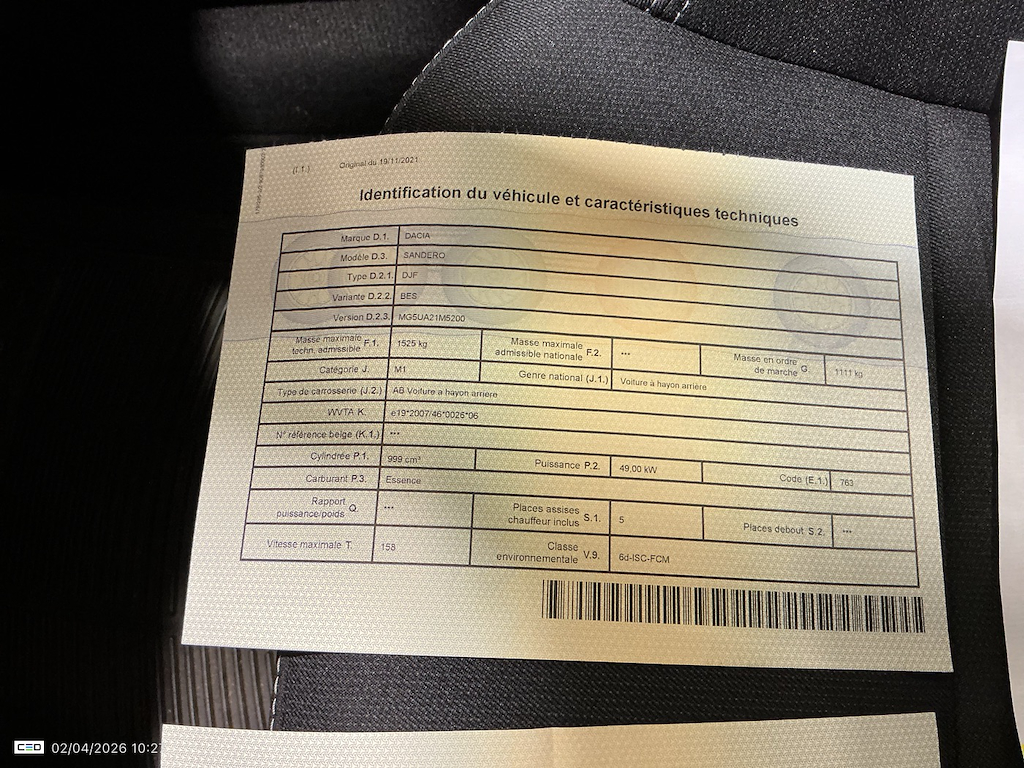 (I.1.)
Original du 19/11/2021
Identification du véhicule et caractéristiques techniques
Marque D.1. DACIA
Modèle D.3. SANDERO
Type D.2.1. DJF
Variante D.2.2. BES
Version D.2.3. MG5UA21M5200
Masse maximale techn. admissible F.1. 1525 kg Masse maximale admissible nationale F.2. --- Masse en ordre de marche G. 1111 kg
Catégorie J. M1 Genre national (J.1.) Voiture à hayon arrière
Type de carrosserie (J.2.) AB Voiture a hayon arriere
WVTA K. e19*2007/46*0026*06
N° référence belge (K.1.) ---
Cylindrée P.1. 999 cm³ Puissance P.2. 49,00 kW Code (E.1.) 763
Carburant P.3. Essence
Rapport puissance/poids Q. --- Places assises chauffeur inclus S.1. 5 Places debout S.2. ---
Vitesse maximale T. 158 Classe environnementale V.9. 6d-ISC-FCM
02/04/2026 10:27